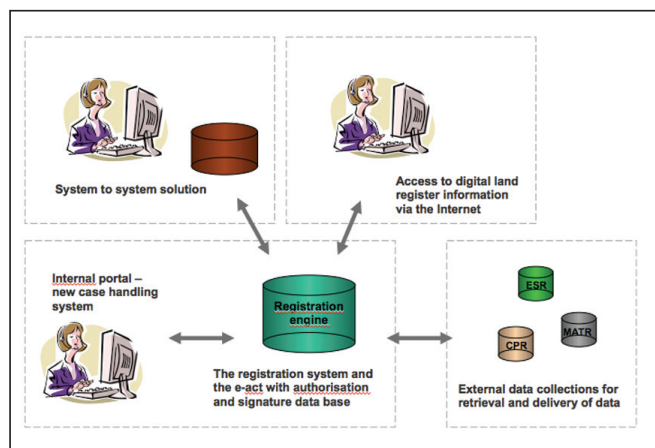 System to system solution
Access to digital land
register information
via the Internet
Internal portal –
new case handling
system
Registration
engine
The registration system and
the e-act with authorisation
and signature data base
ESR
MATR
CPR
External data collections for
retrieval and delivery of data